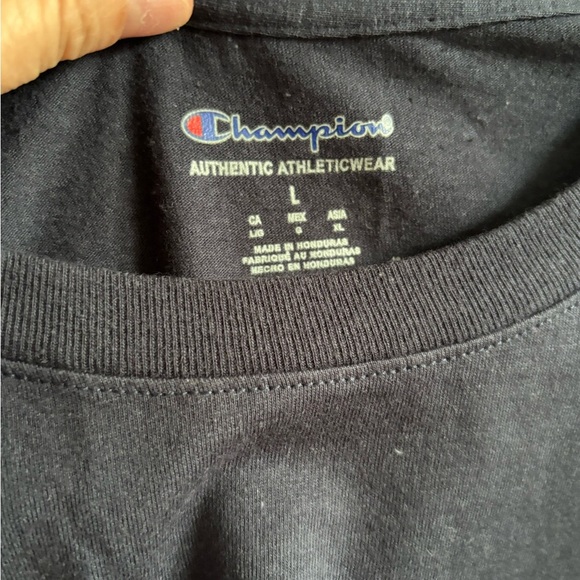 Champion
AUTHENTIC ATHLETICWEAR
L
CA MEX ASIA
L/G G XL
MADE IN HONDURAS
FABRIQUÉ AU HONDURAS
HECHO EN HONDURAS